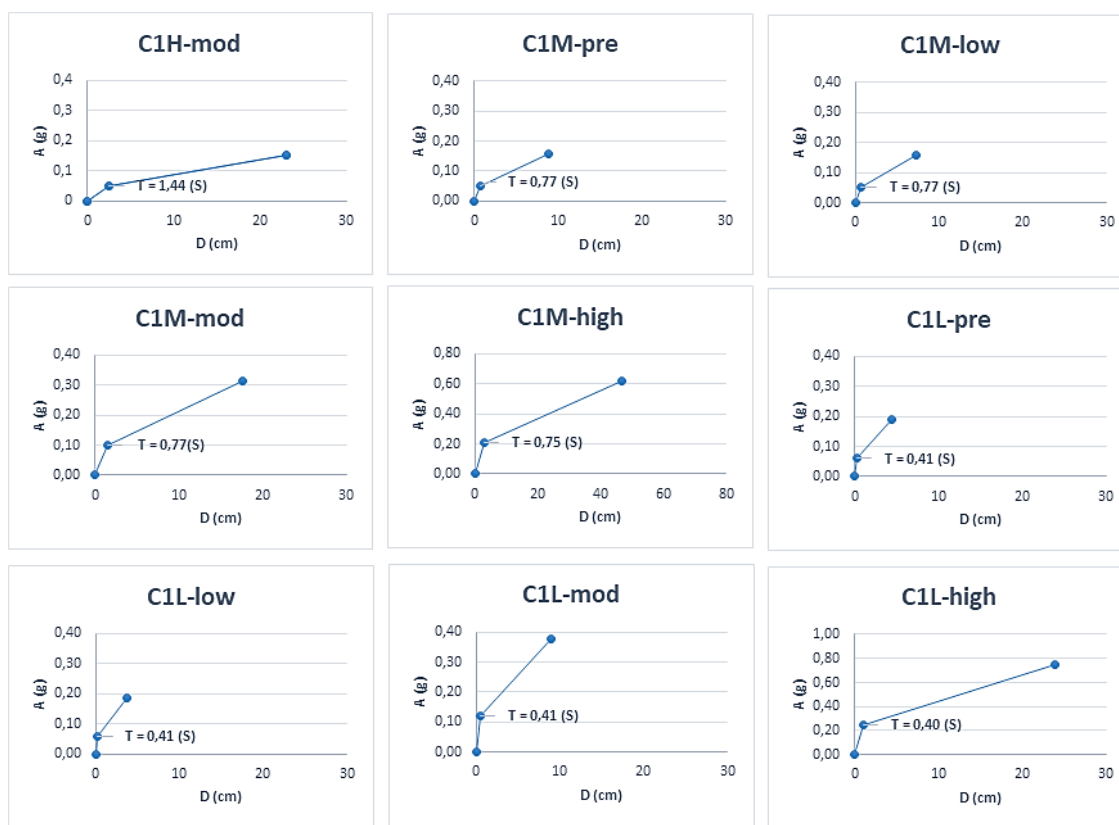 C1H-mod
0,4
0,3
0,2
0,1
0
A (g)
T = 1,44 (S)
0 10 20 30
D (cm)
C1M-pre
0,40
0,30
0,20
0,10
0,00
A (g)
T = 0,77 (S)
0 10 20 30
D (cm)
C1M-low
0,40
0,30
0,20
0,10
0,00
A (g)
T = 0,77 (S)
0 10 20 30
D (cm)
C1M-mod
0,40
0,30
0,20
0,10
0,00
A (g)
T = 0,77(S)
0 10 20 30
D (cm)
C1M-high
0,80
0,60
0,40
0,20
0,00
A (g)
T = 0,75 (S)
0 20 40 60 80
D (cm)
C1L-pre
0,40
0,30
0,20
0,10
0,00
A (g)
T = 0,41 (S)
0 10 20 30
D (cm)
C1L-low
0,40
0,30
0,20
0,10
0,00
A (g)
T = 0,41 (S)
0 10 20 30
D (cm)
C1L-mod
0,40
0,30
0,20
0,10
0,00
A (g)
T = 0,41 (S)
0 10 20 30
D (cm)
C1L-high
1,00
0,80
0,60
0,40
0,20
0,00
A (g)
T = 0,40 (S)
0 10 20 30
D (cm)